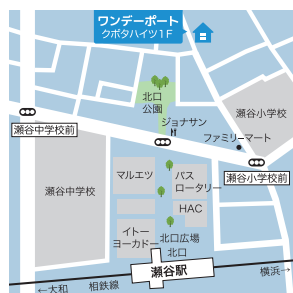 ワンデーポート
クボタハイツ1F
北口
公園
瀬谷小学校
ジョナサン
ファミリーマート
瀬谷中学校前
瀬谷小学校前
マルエツ
バス
ロータリー
瀬谷中学校
HAC
イトー
ヨーカドー
北口広場
北口
瀬谷駅
横浜→
←大和
相鉄線